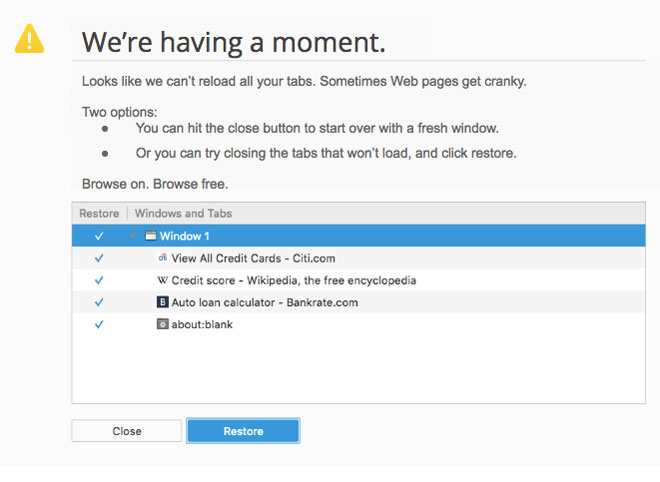 We’re having a moment.
Looks like we can’t reload all your tabs. Sometimes Web pages get cranky.
Two options:
• You can hit the close button to start over with a fresh window.
• Or you can try closing the tabs that won’t load, and click restore.
Browse on. Browse free.
Restore Windows and Tabs
Window 1
citi View All Credit Cards - Citi.com
W Credit score - Wikipedia, the free encyclopedia
B Auto loan calculator - Bankrate.com
about:blank
Close Restore